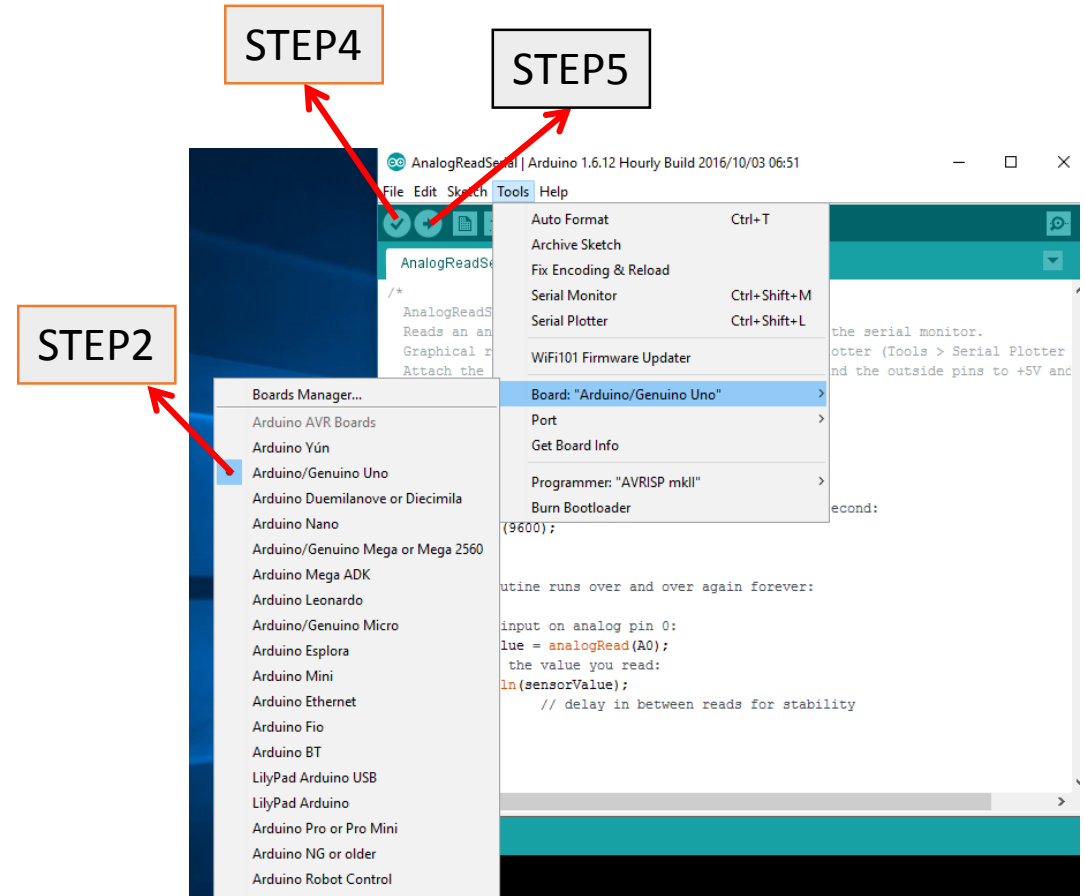 STEP4
STEP5
AnalogReadSerial | Arduino 1.6.12 Hourly Build 2016/10/03 06:51
File Edit Sketch Tools Help
Auto Format Ctrl+T
Archive Sketch
Fix Encoding & Reload
Serial Monitor Ctrl+Shift+M
Serial Plotter Ctrl+Shift+L
WiFi101 Firmware Updater
Board: "Arduino/Genuino Uno"
Port
Get Board Info
Programmer: "AVRISP mkII"
Burn Bootloader
AnalogReadSe
/*
AnalogReadS
Reads an an the serial monitor.
Graphical r otter (Tools > Serial Plotter
Attach the nd the outside pins to +5V and
STEP2
Boards Manager...
Arduino AVR Boards
Arduino Yún
Arduino/Genuino Uno
Arduino Duemilanove or Diecimila
Arduino Nano
Arduino/Genuino Mega or Mega 2560
Arduino Mega ADK
Arduino Leonardo
Arduino/Genuino Micro
Arduino Esplora
Arduino Mini
Arduino Ethernet
Arduino Fio
Arduino BT
LilyPad Arduino USB
LilyPad Arduino
Arduino Pro or Pro Mini
Arduino NG or older
Arduino Robot Control
econd:
(9600);
utine runs over and over again forever:
input on analog pin 0:
lue = analogRead(A0);
the value you read:
ln(sensorValue);
// delay in between reads for stability